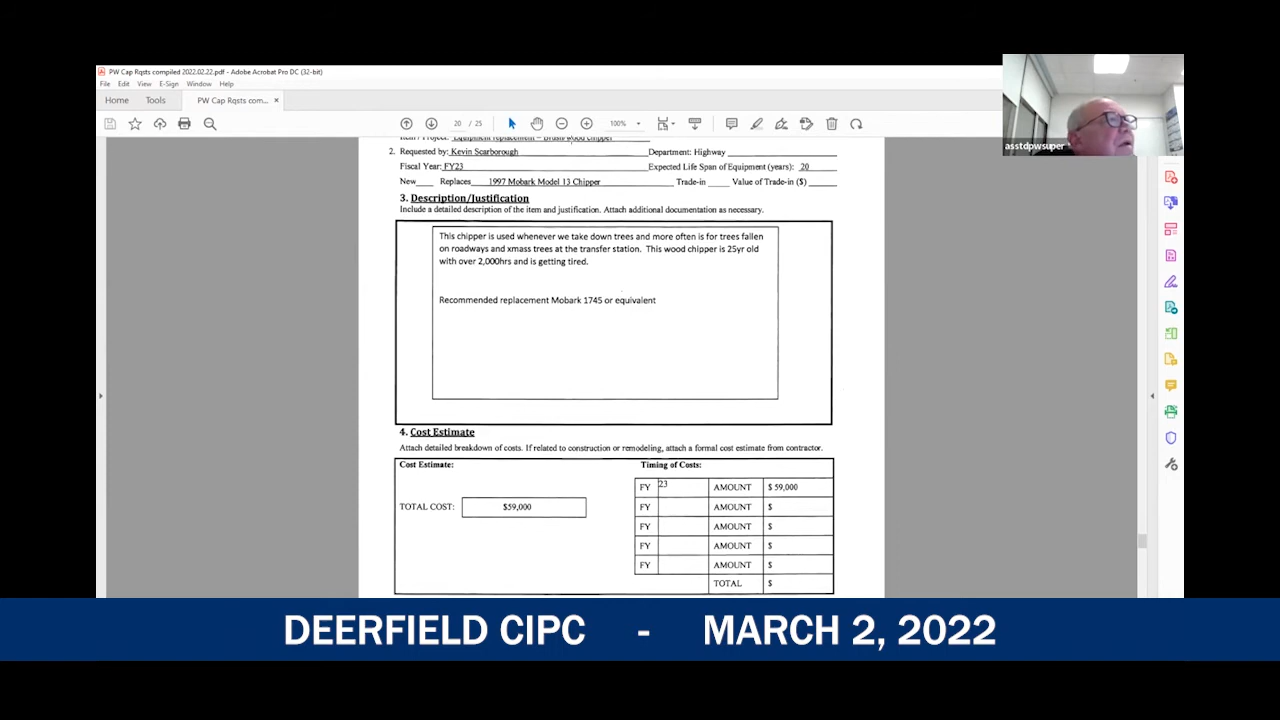 PW Cap Rqsts compiled 2022.02.22.pdf - Adobe Acrobat Pro DC (32-bit)
File Edit View E-Sign Window Help
Home Tools PW Cap Rqsts com... ×
20 / 25 100%
asstdpwsuper
Item / Project: Equipment replacement – Brush/wood chipper
2. Requested by: Kevin Scarborough Department: Highway
Fiscal Year: FY23 Expected Life Span of Equipment (years): 20
New Replaces 1997 Mobark Model 13 Chipper Trade-in Value of Trade-in ($)
3. Description/Justification
Include a detailed description of the item and justification. Attach additional documentation as necessary.
This chipper is used whenever we take down trees and more often is for trees fallen
on roadways and xmass trees at the transfer station. This wood chipper is 25yr old
with over 2,000hrs and is getting tired.
Recommended replacement Mobark 1745 or equivalent
4. Cost Estimate
Attach detailed breakdown of costs. If related to construction or remodeling, attach a formal cost estimate from contractor.
Cost Estimate: Timing of Costs:
FY 23 AMOUNT $ 59,000
TOTAL COST: $59,000 FY AMOUNT $
FY AMOUNT $
FY AMOUNT $
FY AMOUNT $
TOTAL $
DEERFIELD CIPC - MARCH 2, 2022